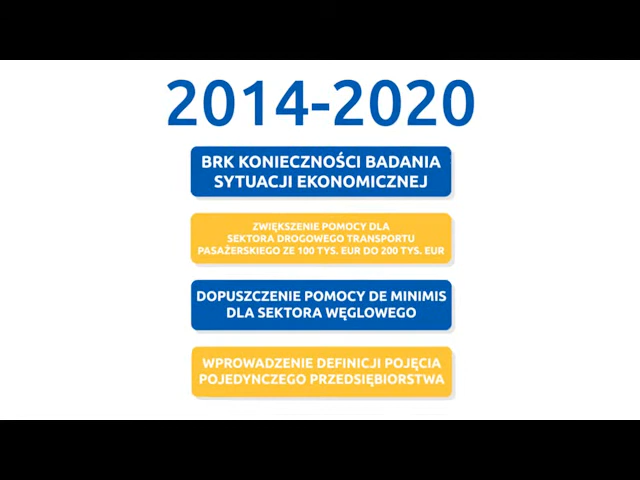 2014-2020
BRK KONIECZNOŚCI BADANIA
SYTUACJI EKONOMICZNEJ
ZWIĘKSZENIE POMOCY DLA
SEKTORA DROGOWEGO TRANSPORTU
PASAŻERSKIEGO ZE 100 TYS. EUR DO 200 TYS. EUR
DOPUSZCZENIE POMOCY DE MINIMIS
DLA SEKTORA WĘGLOWEGO
WPROWADZENIE DEFINICJI POJĘCIA
POJEDYNCZEGO PRZEDSIĘBIORSTWA